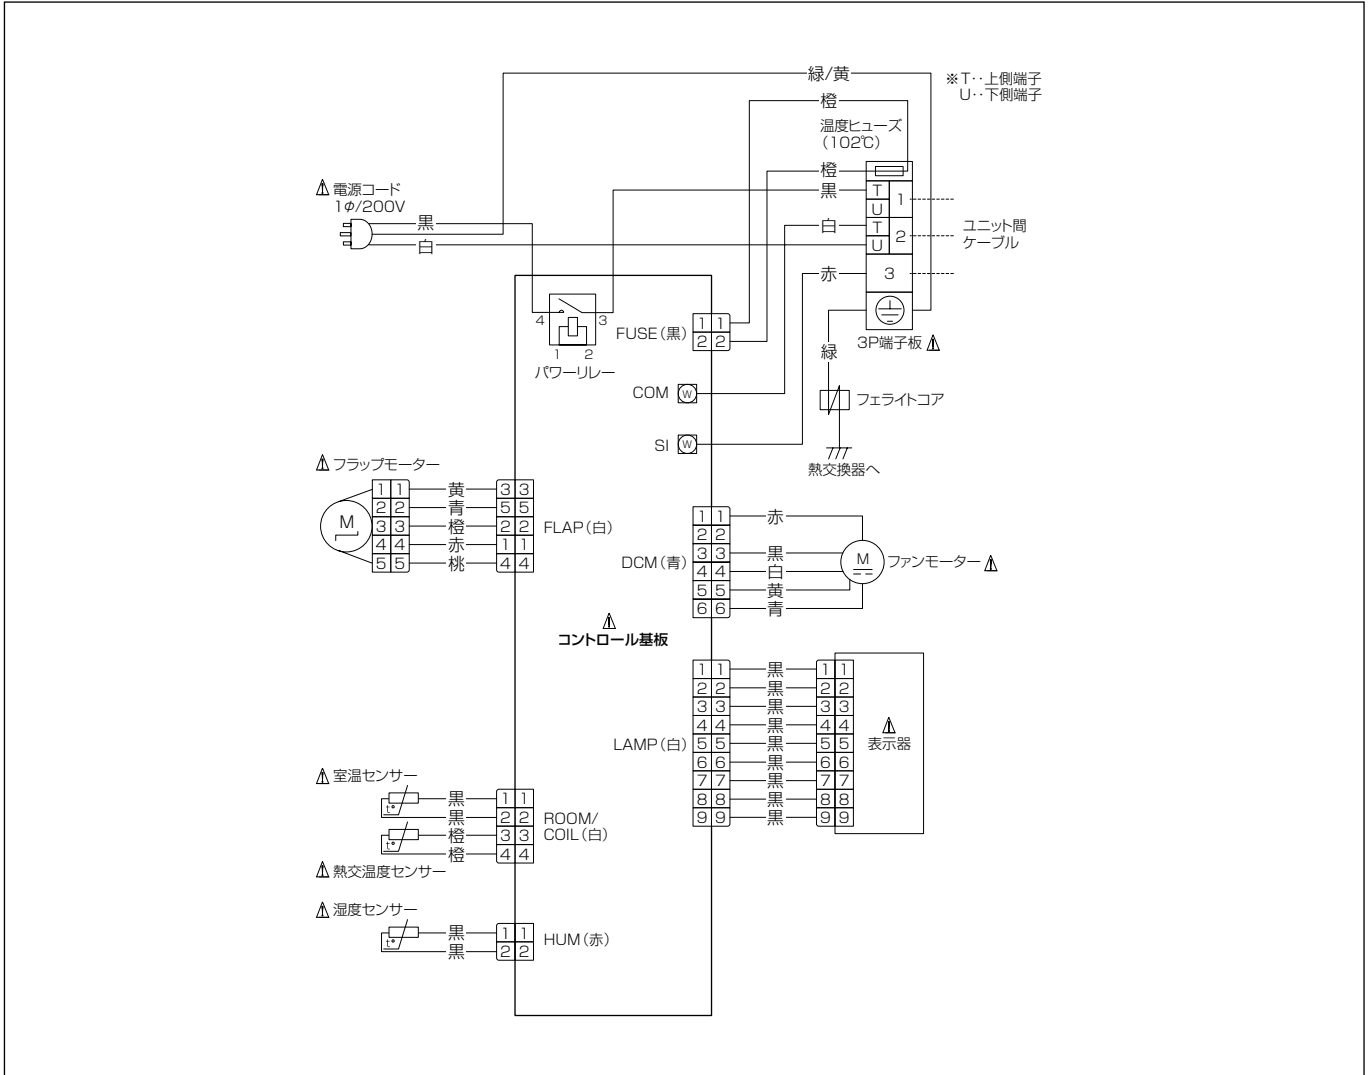 緑/黄
※T‥上側端子
U‥下側端子
橙
温度ヒューズ
(102℃)
橙
⚠ 電源コード
1φ/200V
黒
T
1
U
黒
白
T
2
U
ユニット間
ケーブル
白
赤
3
4
3
1 2
パワーリレー
FUSE(黒)
1 1
2 2
3P端子板 ⚠
緑
COM
W
フェライトコア
SI
W
熱交換器へ
⚠ フラップモーター
M
1 1 黄 3 3
2 2 青 5 5
3 3 橙 2 2
4 4 赤 1 1
5 5 桃 4 4
FLAP(白)
DCM(青)
1 1 赤
2 2
3 3 黒
4 4 白
5 5 黄
6 6 青
M
ファンモーター ⚠
⚠
コントロール基板
LAMP(白)
1 1 黒 1 1
2 2 黒 2 2
3 3 黒 3 3
4 4 黒 4 4
5 5 黒 5 5
6 6 黒 6 6
7 7 黒 7 7
8 8 黒 8 8
9 9 黒 9 9
⚠
表示器
⚠ 室温センサー
t°
黒 1 1
黒 2 2
t°
橙 3 3
橙 4 4
ROOM/
COIL(白)
⚠ 熱交温度センサー
⚠ 湿度センサー
t°
黒 1 1
黒 2 2
HUM(赤)